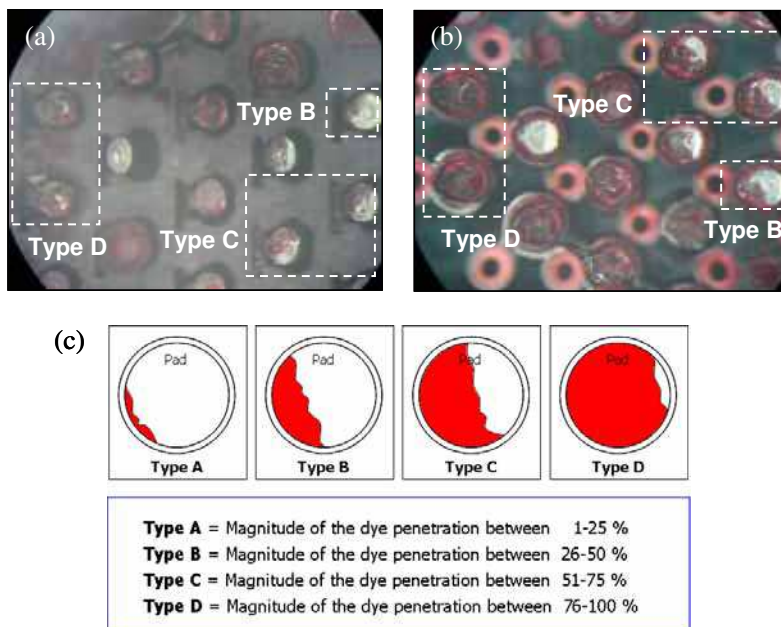 (a)
Type B
Type D
Type C
(b)
Type C
Type D
Type B
(c)
Pad
Type A
Pad
Type B
Pad
Type C
Pad
Type D
Type A = Magnitude of the dye penetration between 1-25 %
Type B = Magnitude of the dye penetration between 26-50 %
Type C = Magnitude of the dye penetration between 51-75 %
Type D = Magnitude of the dye penetration between 76-100 %